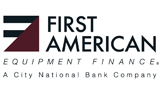 FIRST
AMERICAN
EQUIPMENT FINANCE®
A City National Bank Company